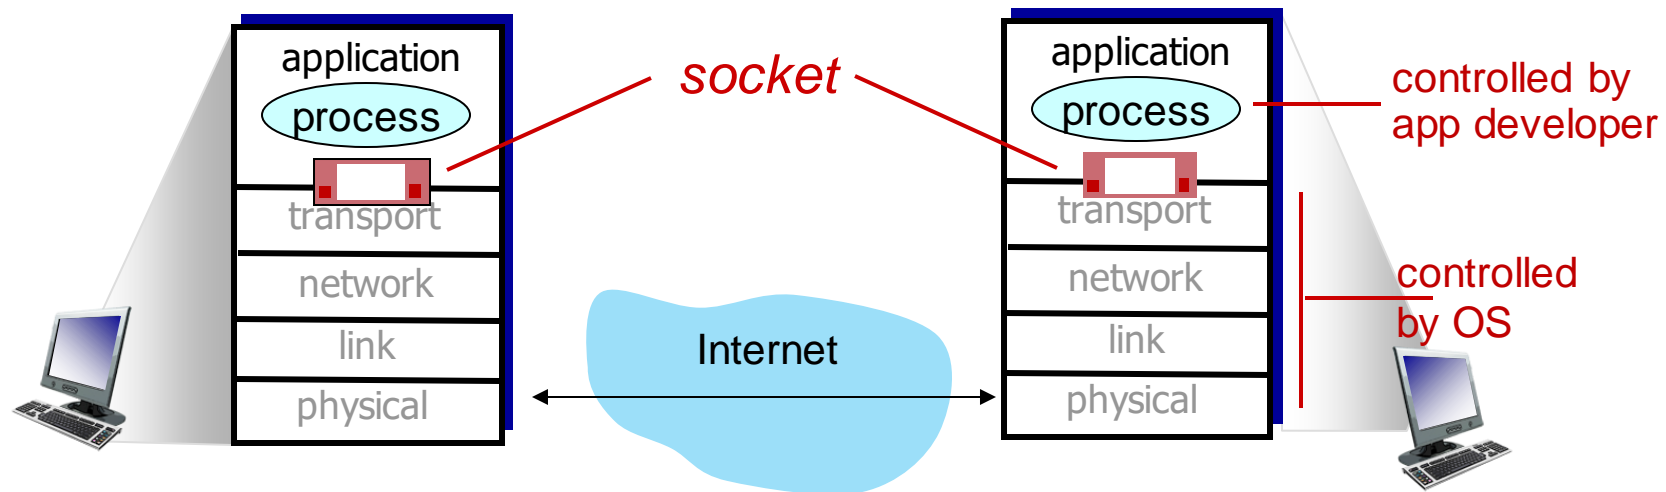 application
process
transport
network
link
physical
socket
Internet
application
process
transport
network
link
physical
controlled by
app developer
controlled
by OS